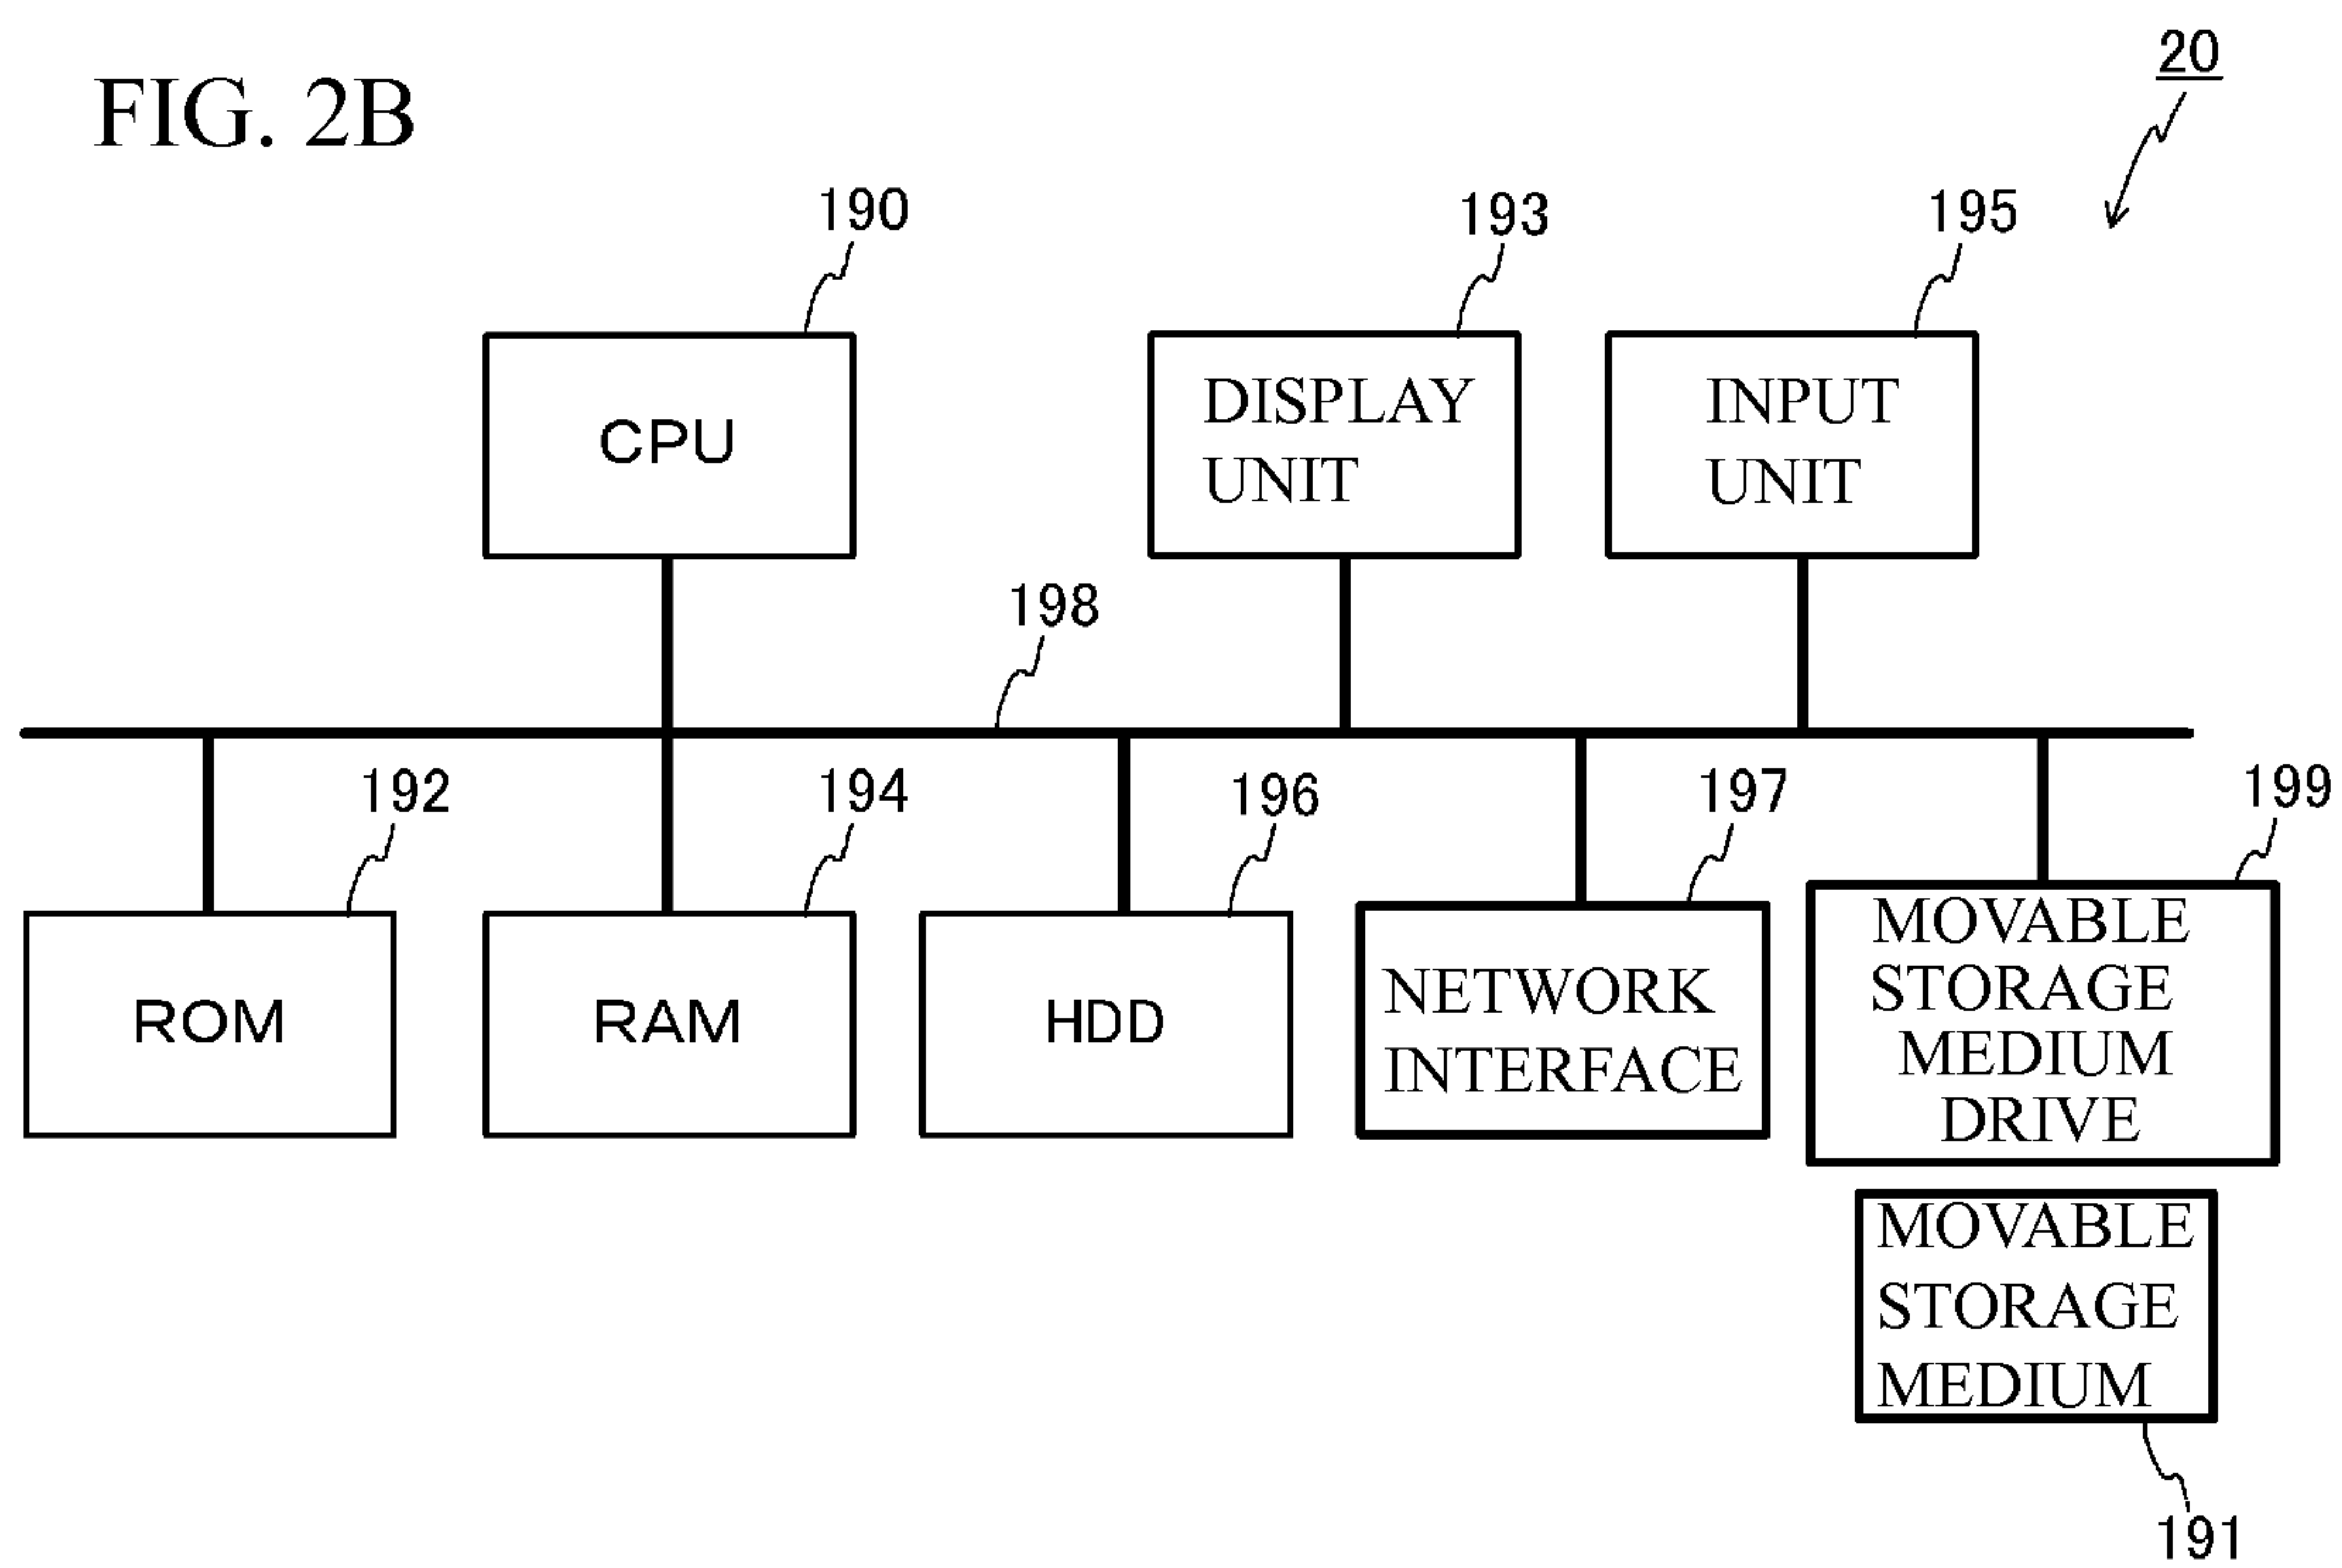 20
FIG. 2B
190
193
195
CPU
DISPLAY
UNIT
INPUT
UNIT
198
192
194
196
197
199
ROM
RAM
HDD
NETWORK
INTERFACE
MOVABLE
STORAGE
MEDIUM
DRIVE
MOVABLE
STORAGE
MEDIUM
191